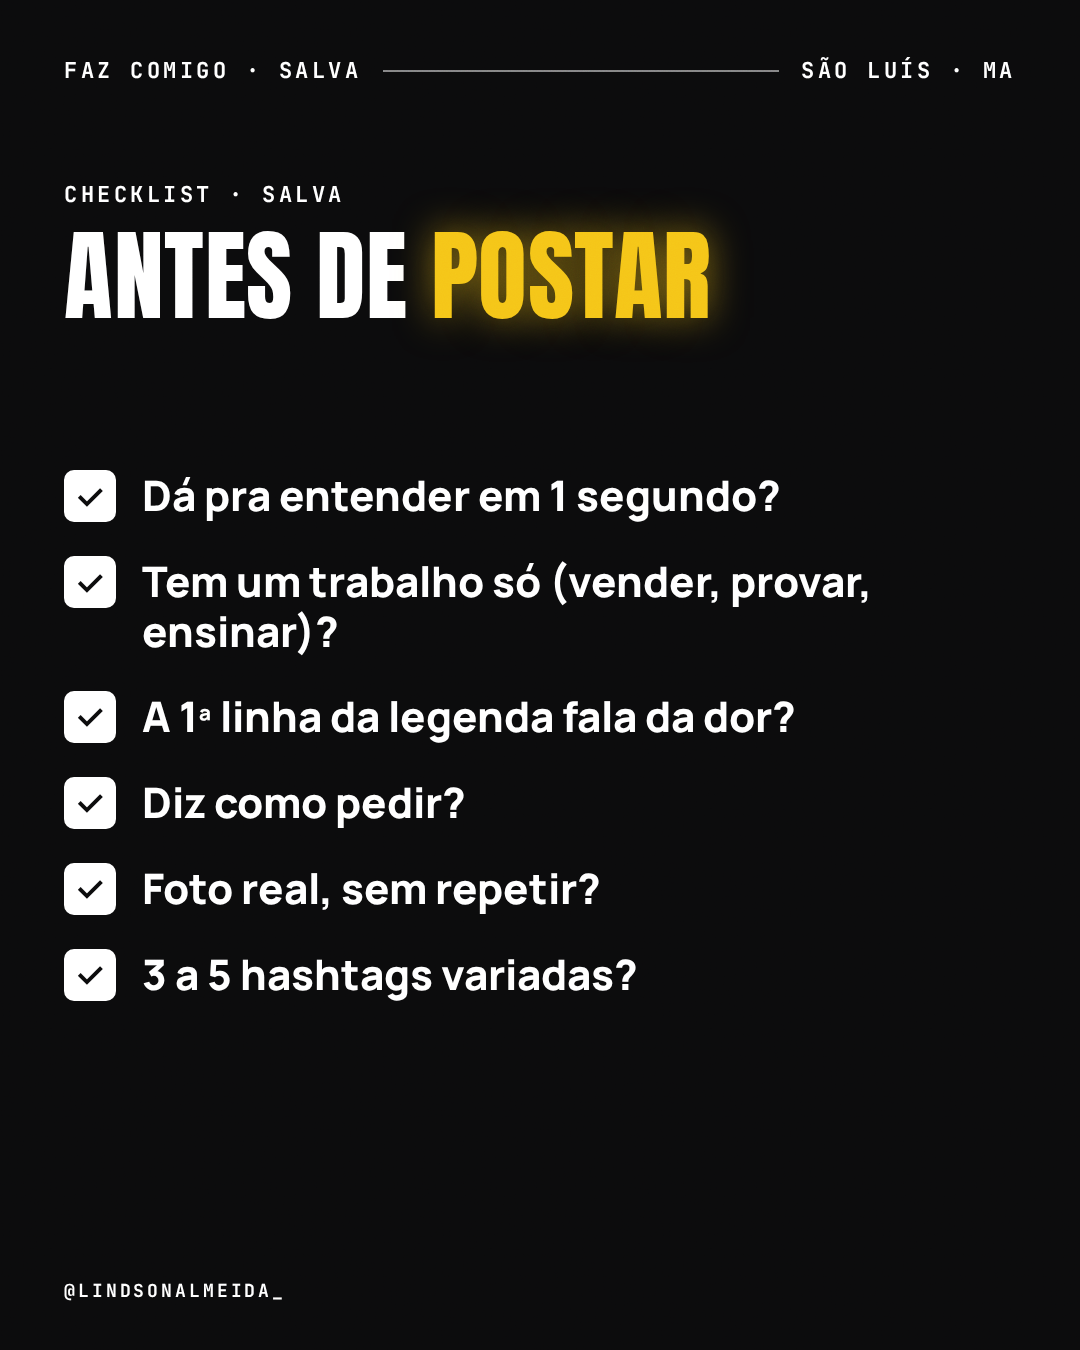 FAZ COMIGO · SALVA
SÃO LUÍS · MA
CHECKLIST · SALVA
ANTES DE POSTAR
Dá pra entender em 1 segundo?
Tem um trabalho só (vender, provar,
ensinar)?
A 1ª linha da legenda fala da dor?
Diz como pedir?
Foto real, sem repetir?
3 a 5 hashtags variadas?
@LINDSONALMEIDA_